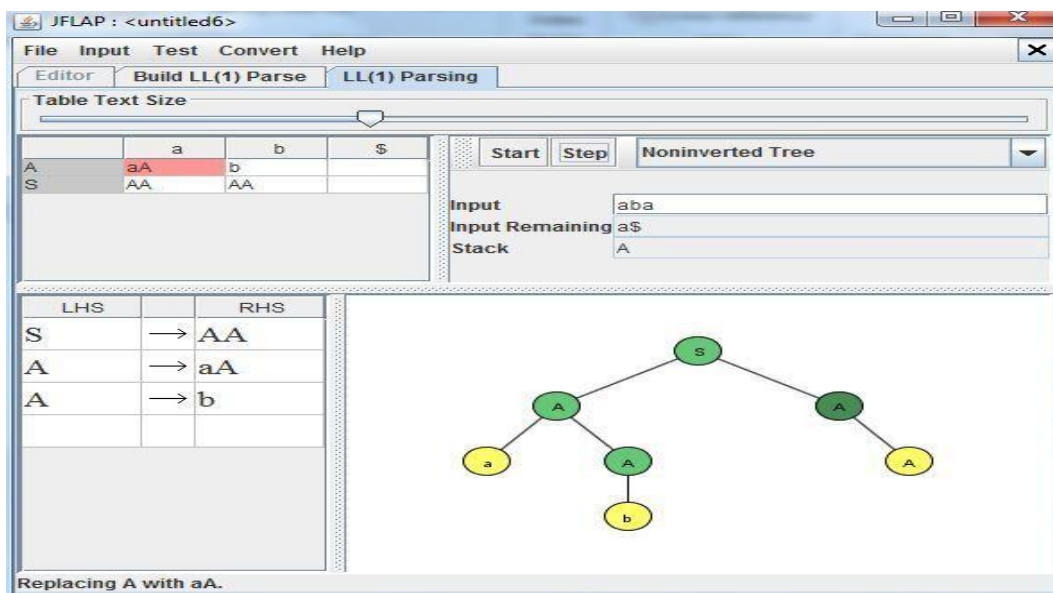 JFLAP : <untitled6>
File Input Test Convert Help
Editor Build LL(1) Parse LL(1) Parsing
Table Text Size
a b $
A aA b
S AA AA
Start Step Noninverted Tree
Input aba
Input Remaining a$
Stack A
LHS RHS
S → AA
A → aA
A → b
S
A A
a A A
b
Replacing A with aA.